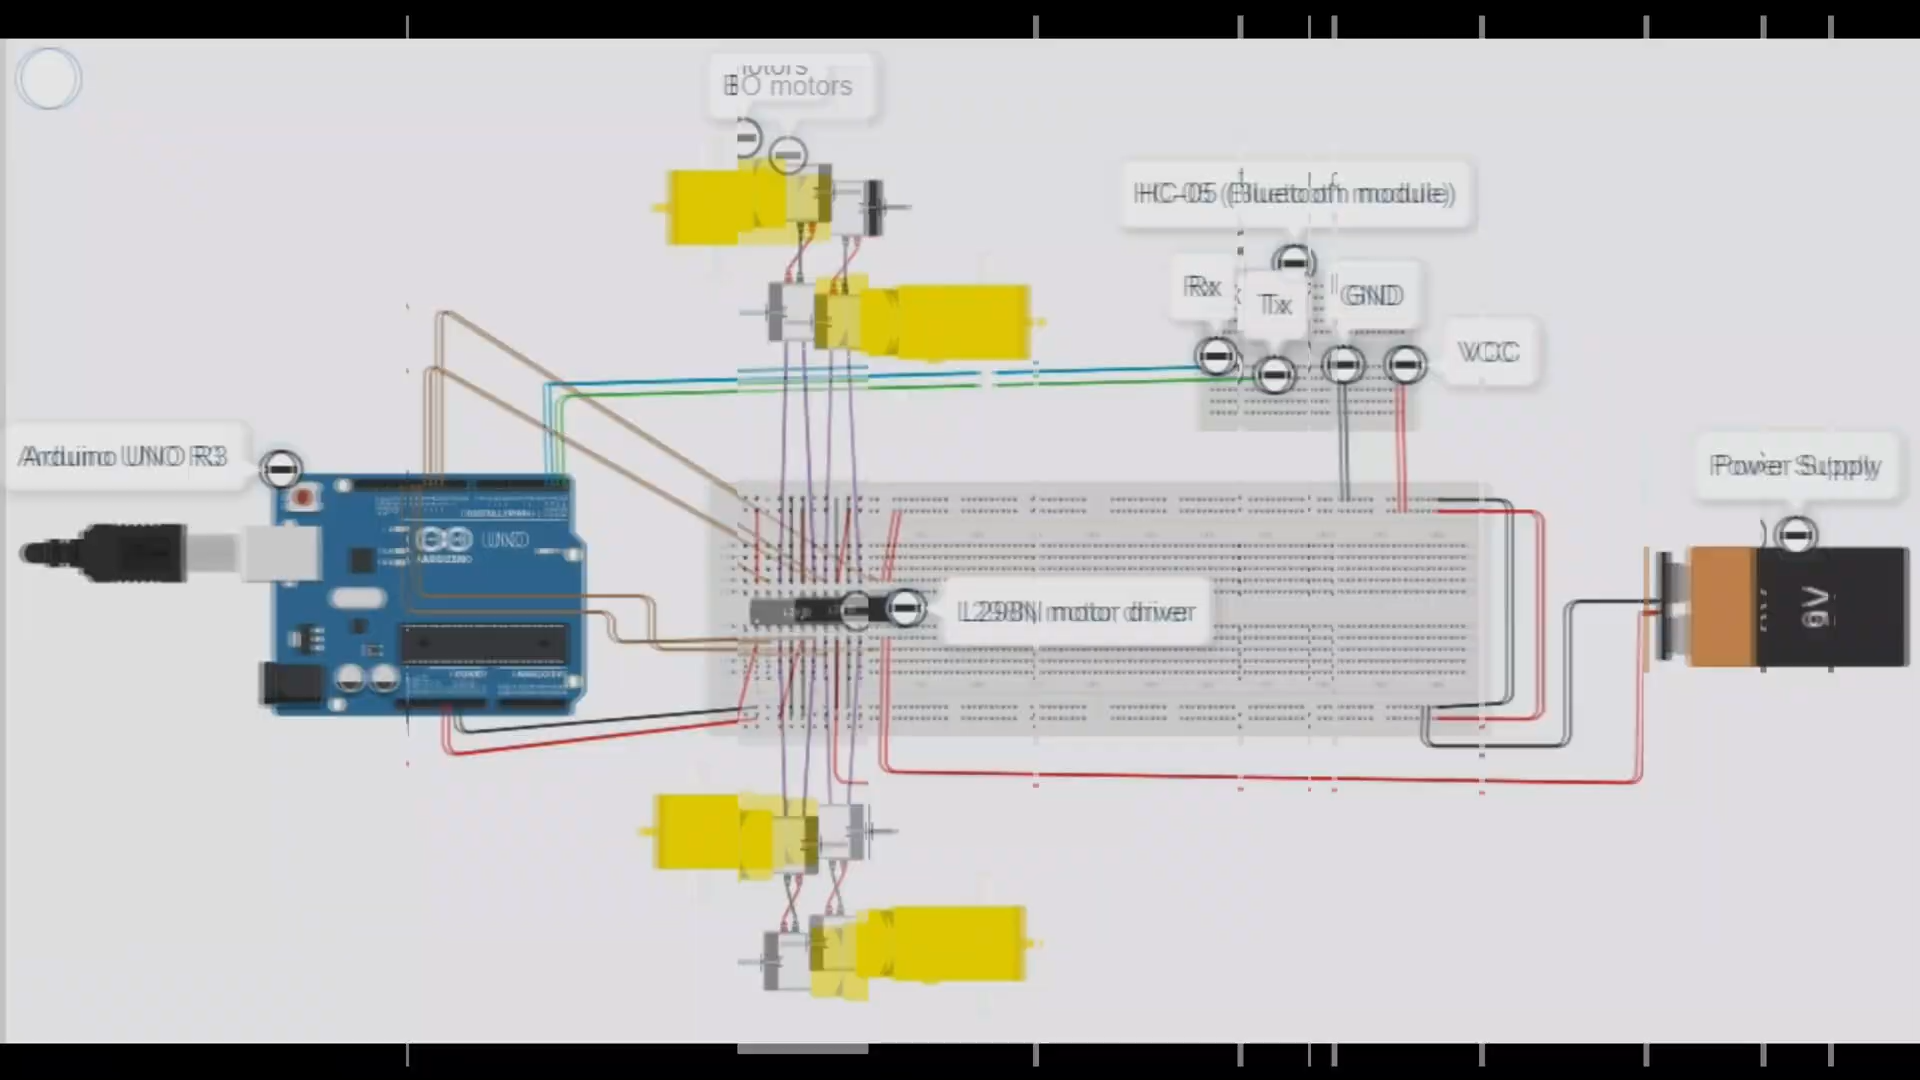 BO motors
HC-05 (Bluetooth module)
Rx
Tx
GND
VCC
Arduino UNO R3
Power Supply
UNO
ARDUINO
L293N motor driver
9V